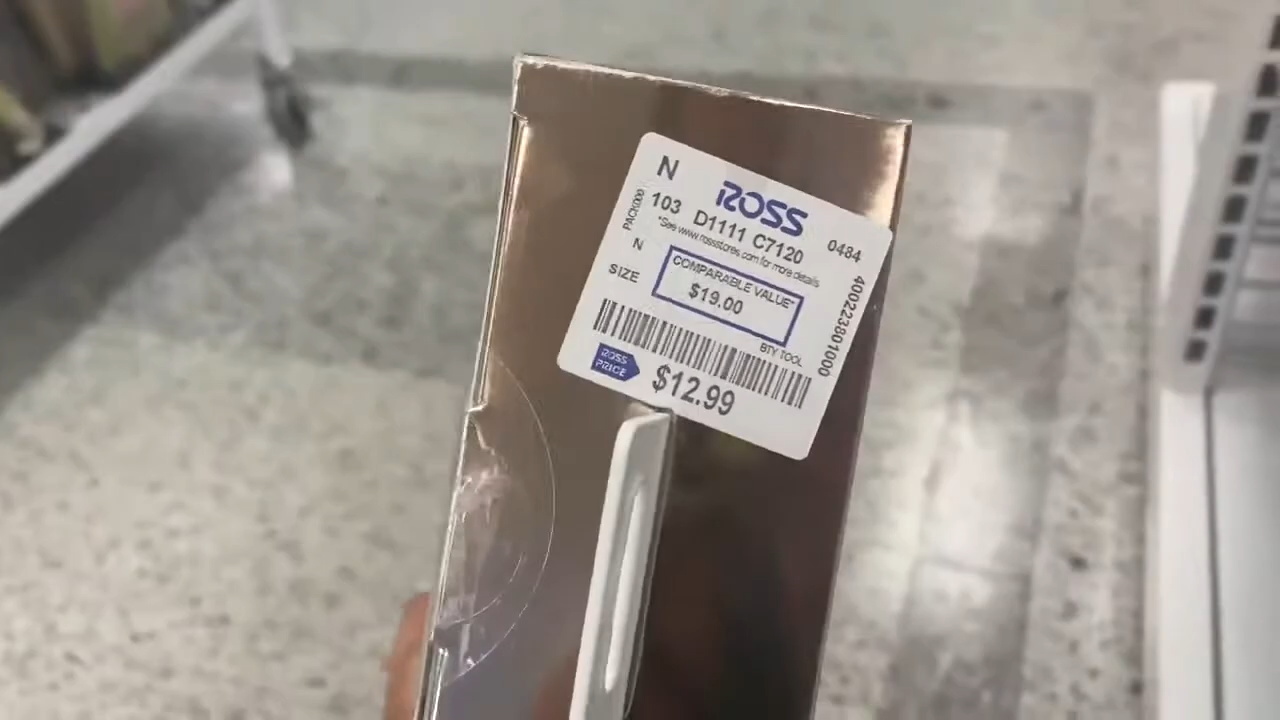 N
ROSS
103 D1111 C7120 0484
*See www.rossstores.com for more details
PACK000
N
SIZE
COMPARABLE VALUE*
$19.00
400223801000
BTY TOOL
ROSS
PRICE
$12.99